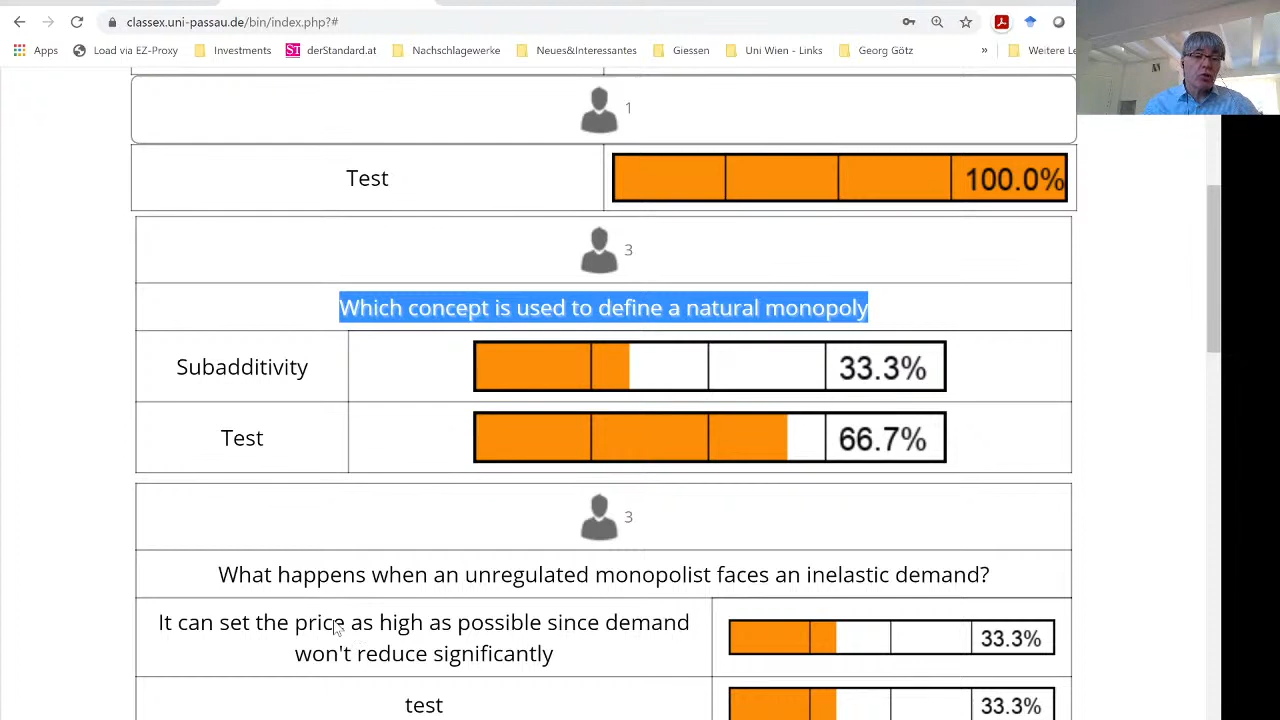 classex.uni-passau.de/bin/index.php?#
Apps
Load via EZ-Proxy
Investments
ST derStandard.at
Nachschlagewerke
Neues&Interessantes
Giessen
Uni Wien - Links
Georg Götz
»
Weitere Le
1
Test
100.0%
3
Which concept is used to define a natural monopoly
Subadditivity
33.3%
Test
66.7%
3
What happens when an unregulated monopolist faces an inelastic demand?
It can set the price as high as possible since demand
won't reduce significantly
33.3%
test
33.3%